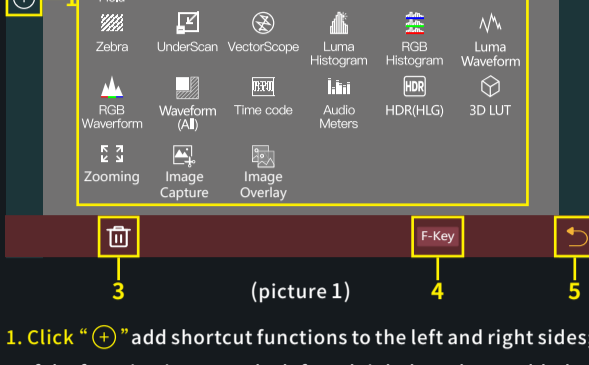 1
Zebra UnderScan VectorScope Luma Histogram RGB Histogram Luma Waveform
RGB Waverform Waveform (All) Time code Audio Meters HDR HDR(HLG) 3D LUT
Zooming Image Capture Image Overlay
F-Key
3 (picture 1) 4 5
1. Click “⊕” add shortcut functions to the left and right sides;